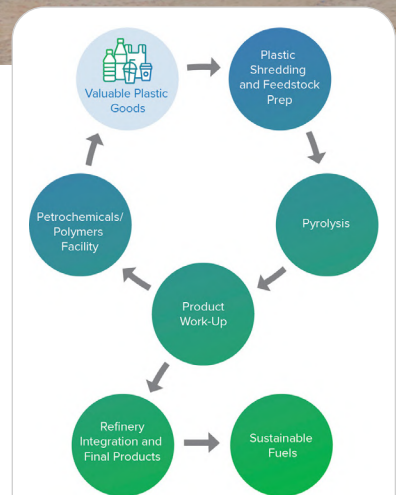 Valuable Plastic
Goods
Plastic
Shredding
and Feedstock
Prep
Pyrolysis
Product
Work-Up
Petrochemicals/
Polymers
Facility
Refinery
Integration and
Final Products
Sustainable
Fuels